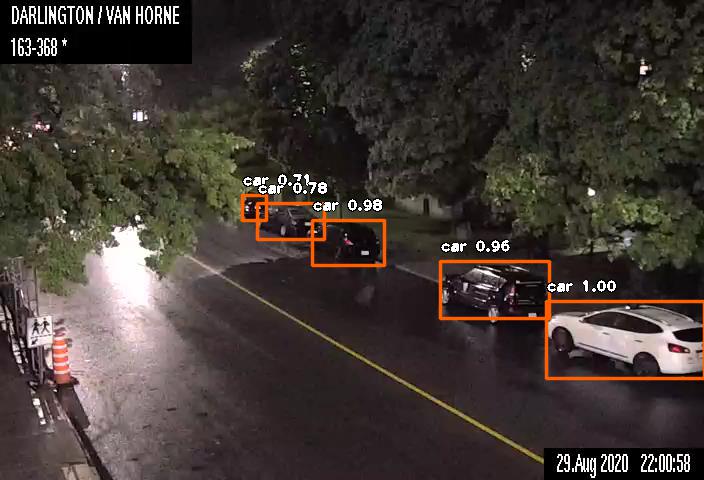 DARLINGTON / VAN HORNE
163-368 *
car 0.71
car 0.78
car 0.98
car 0.96
car 1.00
29.Aug 2020 22:00:58